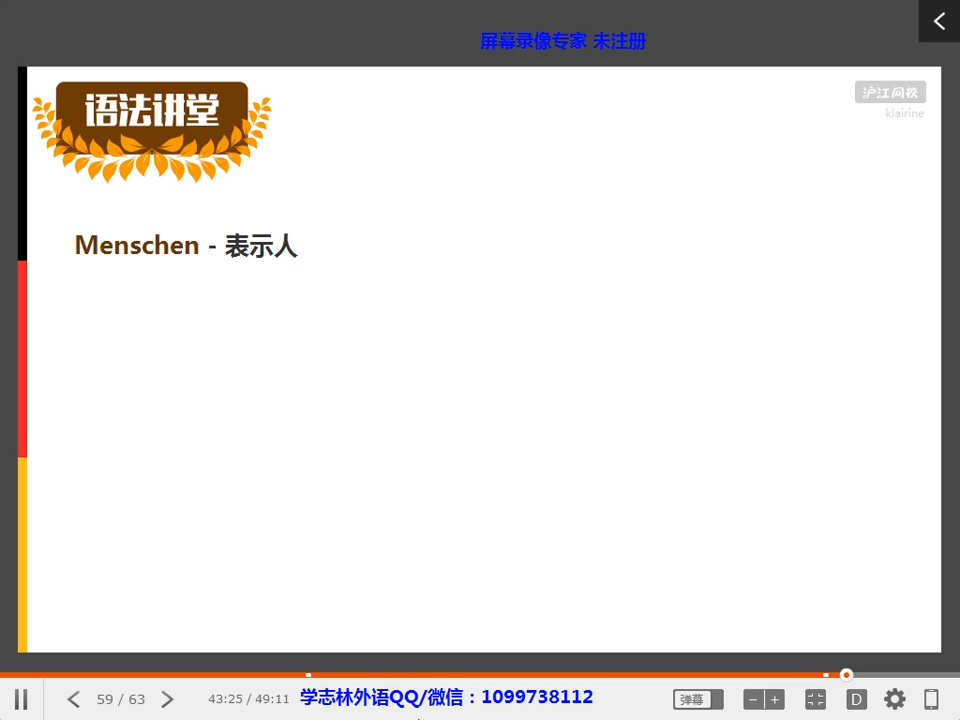 屏幕录像专家 未注册
语法讲堂
沪江网校
klairine
Menschen - 表示人
59 / 63
43:25 / 49:11
学志林外语QQ/微信：1099738112
弹幕
D